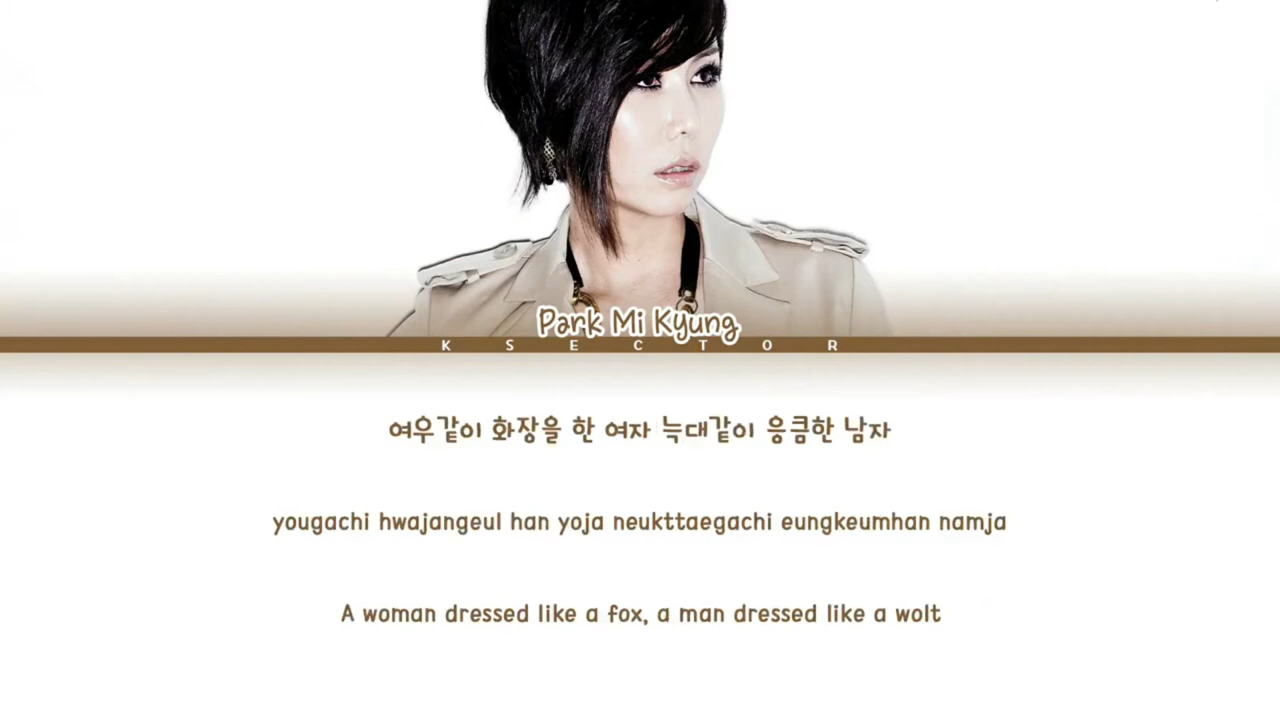 Park Mi Kyung
K S E C T O R
여우같이 화장을 한 여자 늑대같이 응큼한 남자
yougachi hwajangeul han yoja neukttaegachi eungkeumhan namja
A woman dressed like a fox, a man dressed like a wolt